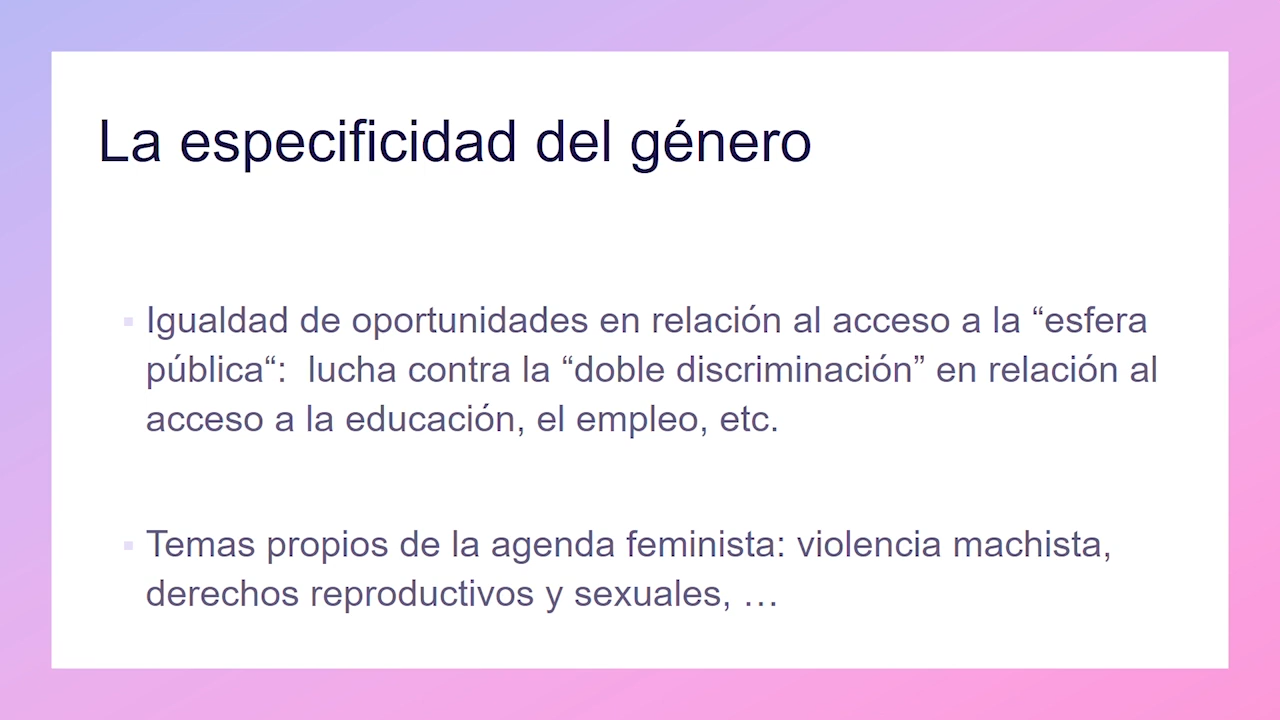 La especificidad del género
▪ Igualdad de oportunidades en relación al acceso a la “esfera
pública“:  lucha contra la “doble discriminación” en relación al
acceso a la educación, el empleo, etc.
▪ Temas propios de la agenda feminista: violencia machista,
derechos reproductivos y sexuales, …